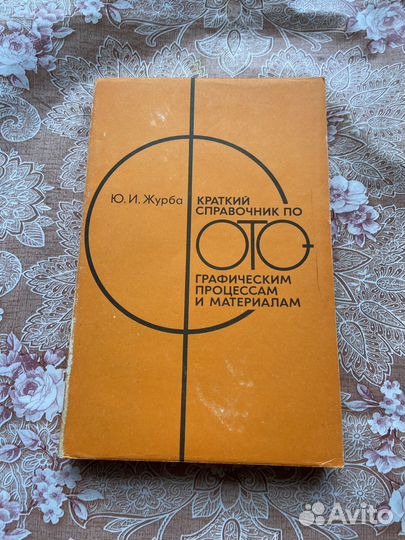 Ю. И. Журба
КРАТКИЙ
СПРАВОЧНИК ПО
ФОТО-
ГРАФИЧЕСКИМ
ПРОЦЕССАМ
И МАТЕРИАЛАМ
Avito